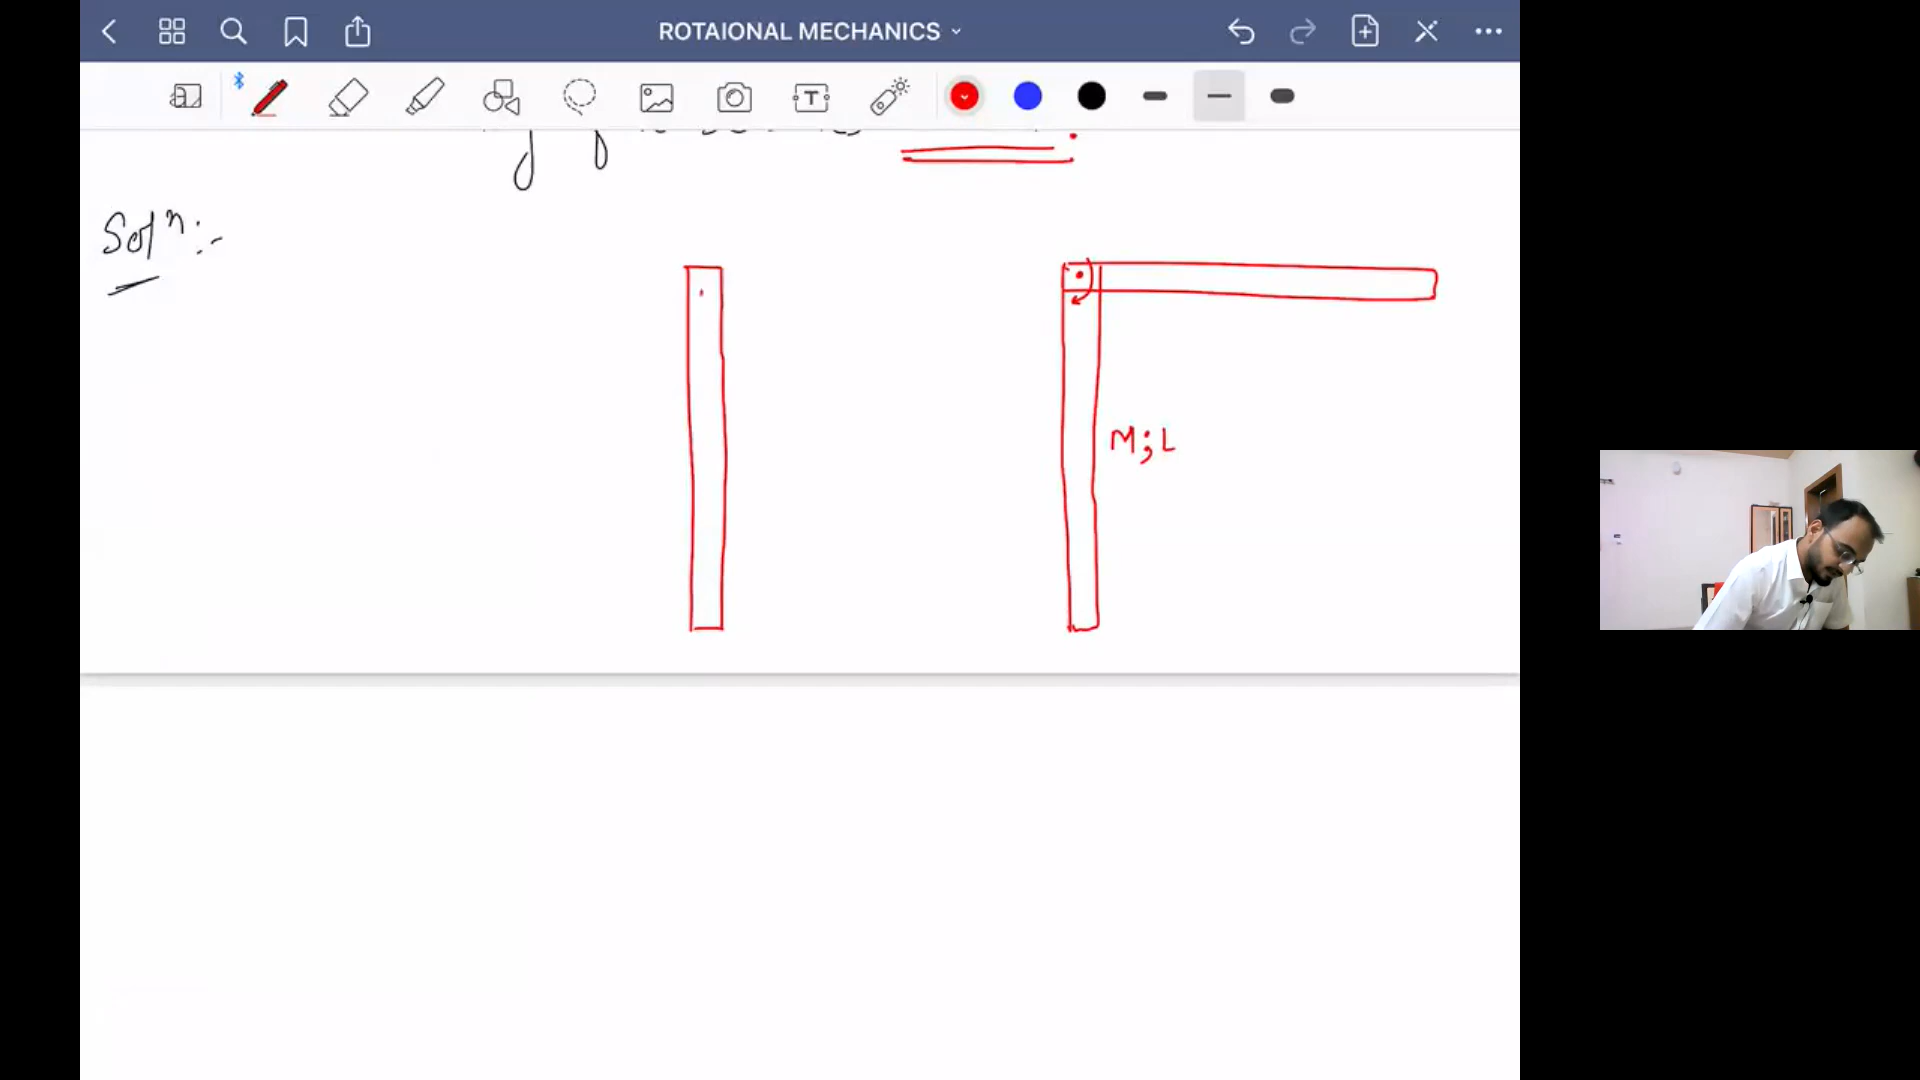 ROTAIONAL MECHANICS
T
Solⁿ :-
M; L